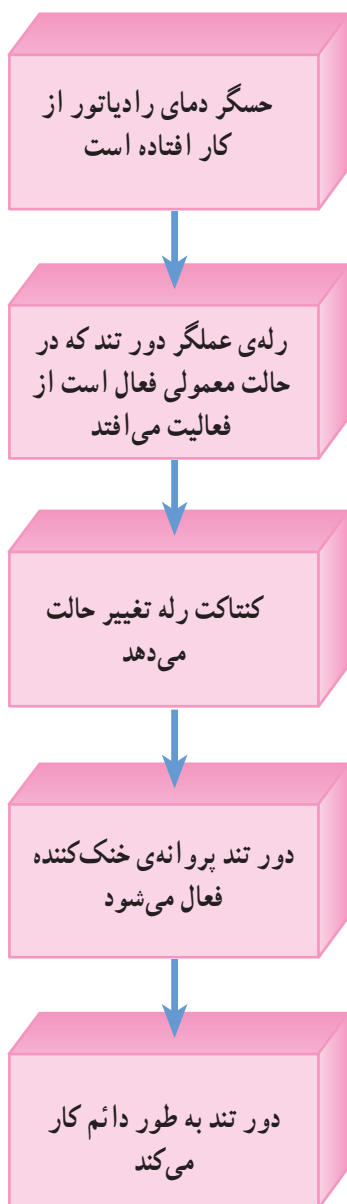 حسگر دمای رادیاتور از
کار افتاده است
رله‌ی عملگر دور تند که در
حالت معمولی فعال است از
فعالیت می‌افتد
کنتاکت رله تغییر حالت
می‌دهد
دور تند پروانه‌ی خنک‌کننده
فعال می‌شود
دور تند به طور دائم کار
می‌کند